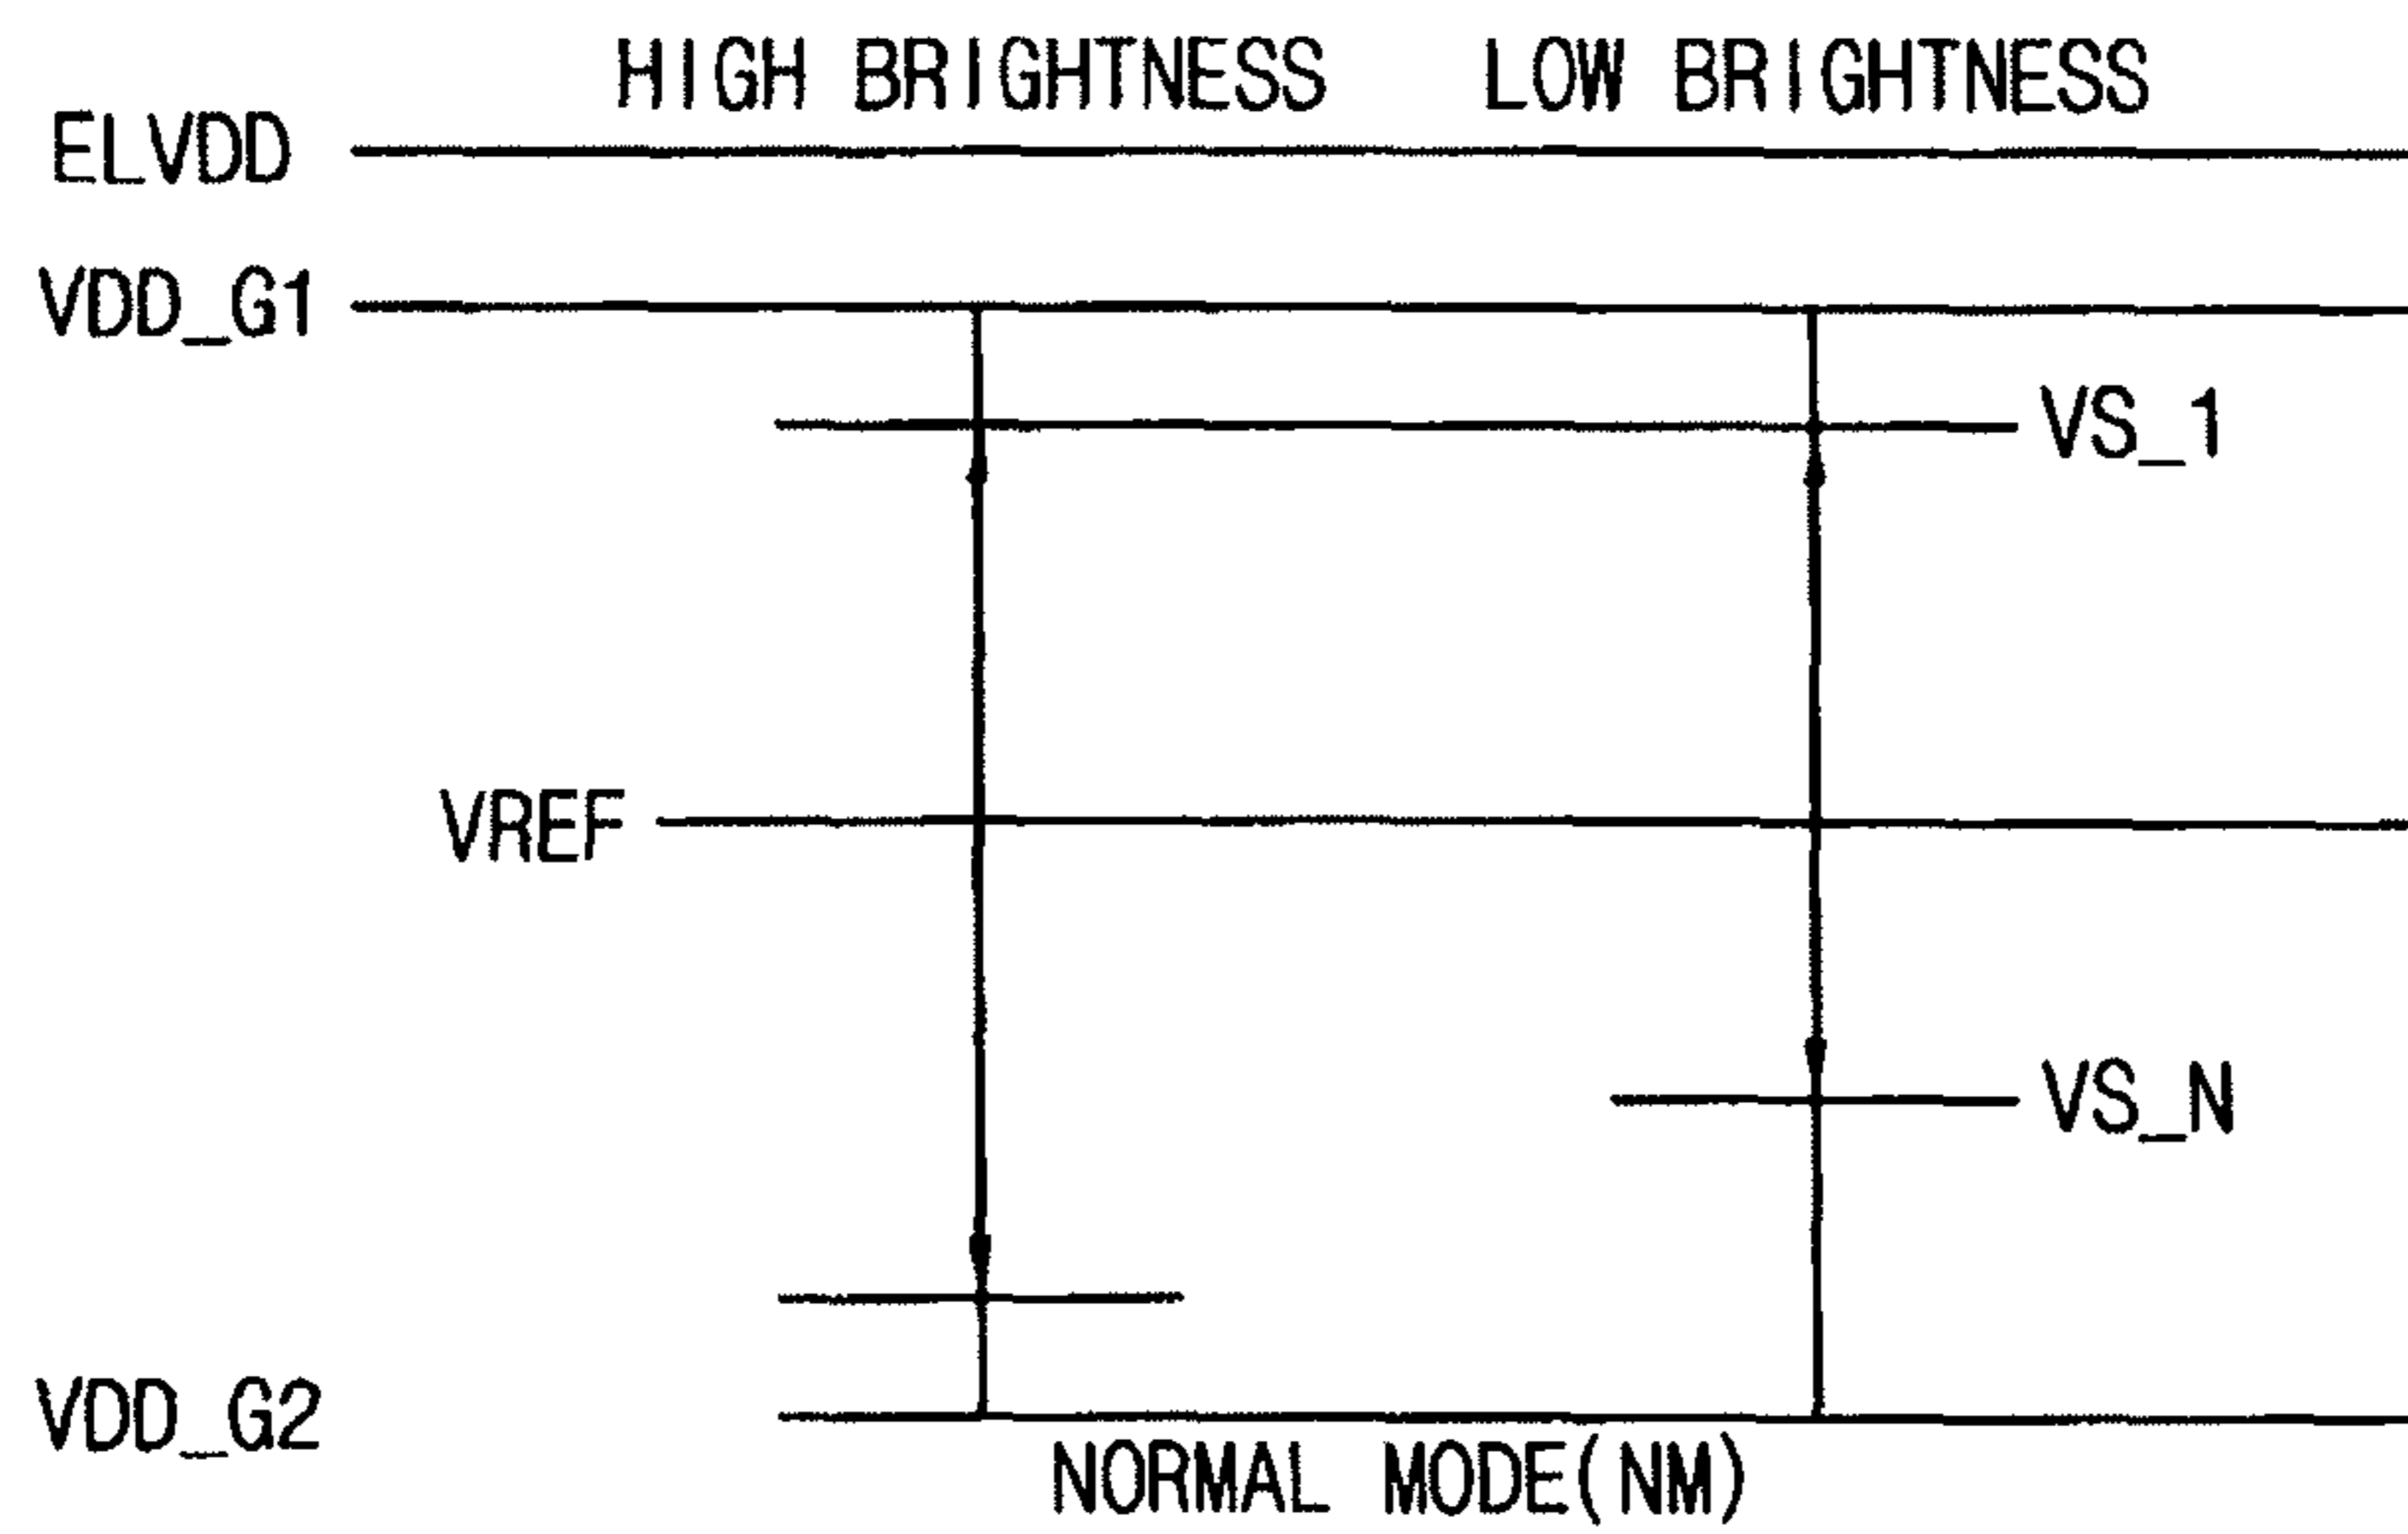 HIGH BRIGHTNESS LOW BRIGHTNESS
ELVDD
VDD_G1
VS_1
VREF
VS_N
VDD_G2
NORMAL MODE(NM)